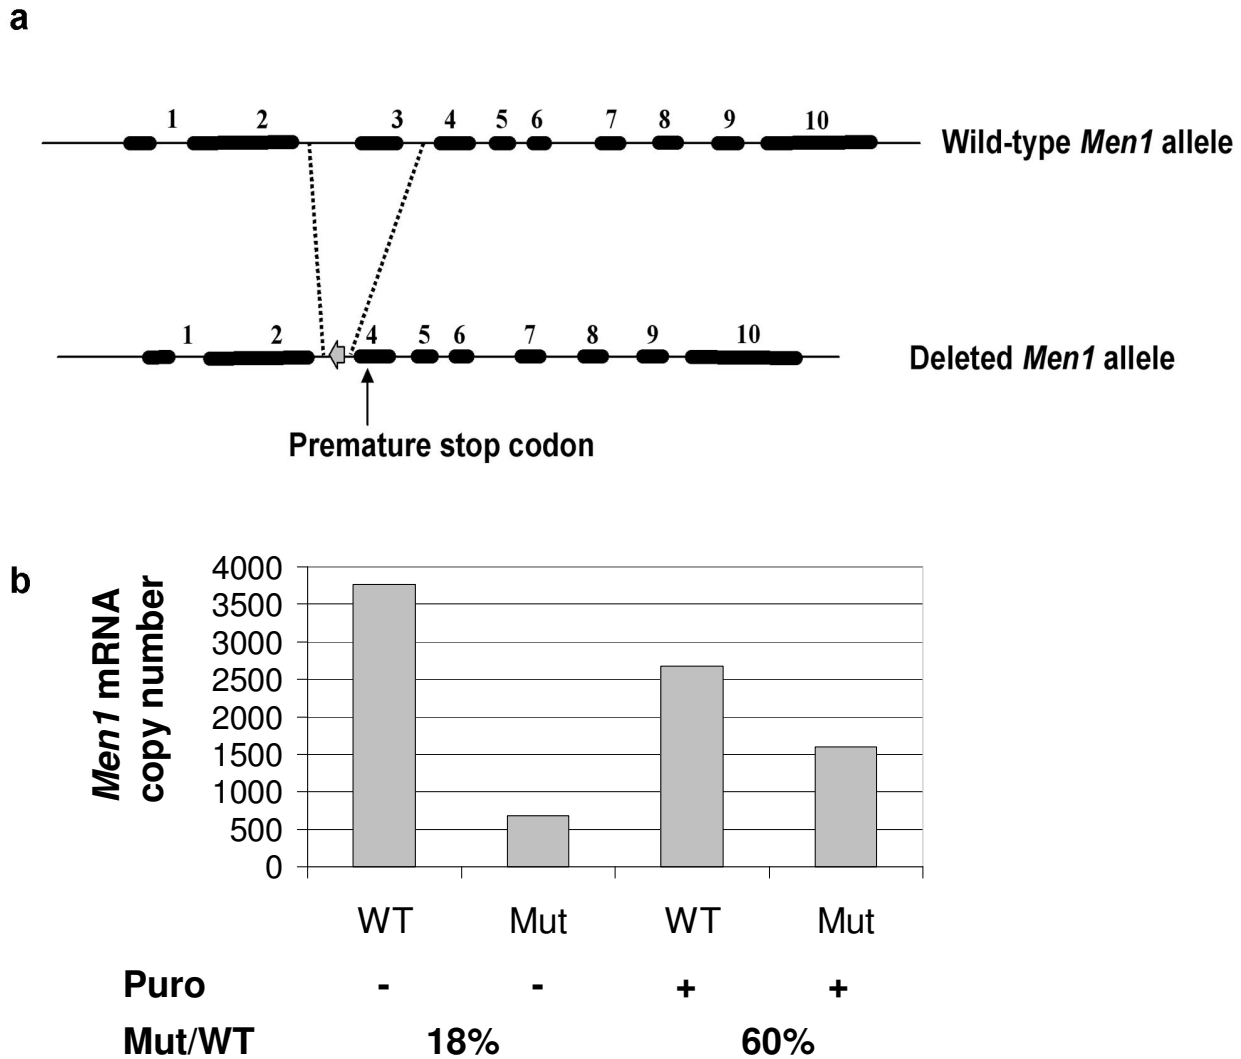 a
1 2 3 4 5 6 7 8 9 10
Wild-type Men1 allele
1 2 4 5 6 7 8 9 10
Deleted Men1 allele
Premature stop codon
b
Men1 mRNA
copy number
4000
3500
3000
2500
2000
1500
1000
500
0
WT Mut WT Mut
Puro - - + +
Mut/WT 18% 60%